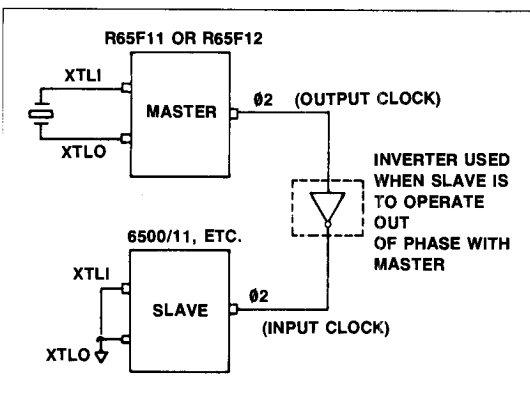 R65F11 OR R65F12
XTLI
MASTER
Ø2 (OUTPUT CLOCK)
XTLO
INVERTER USED
WHEN SLAVE IS
TO OPERATE
OUT
OF PHASE WITH
MASTER
6500/11, ETC.
XTLI
SLAVE
Ø2
(INPUT CLOCK)
XTLO